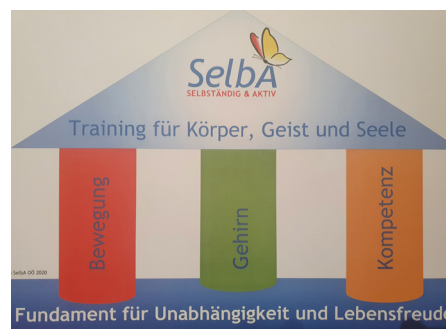 SelbA
SELBSTÄNDIG & AKTIV
Training für Körper, Geist und Seele
Bewegung
Gehirn
Kompetenz
SelbA OÖ 2020
Fundament für Unabhängigkeit und Lebensfreud